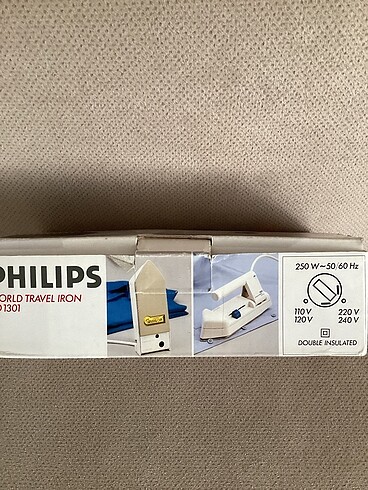 PHILIPS
ORLD TRAVEL IRON
1301
250 W~50/60 Hz
110 V 220 V
120 V 240 V
DOUBLE INSULATED